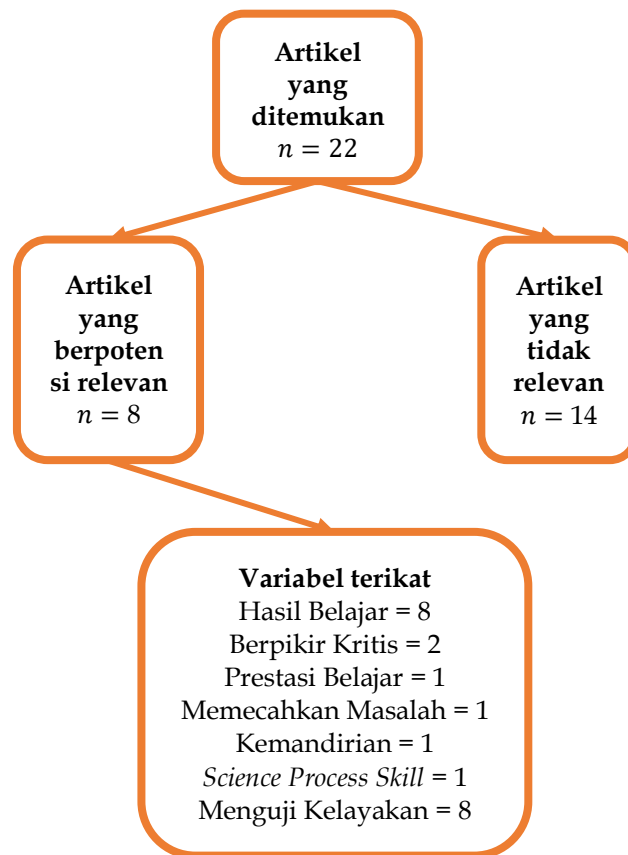 Artikel
yang
ditemukan
n = 22
Artikel
yang
berpoten
si relevan
n = 8
Artikel
yang
tidak
relevan
n = 14
Variabel terikat
Hasil Belajar = 8
Berpikir Kritis = 2
Prestasi Belajar = 1
Memecahkan Masalah = 1
Kemandirian = 1
Science Process Skill = 1
Menguji Kelayakan = 8